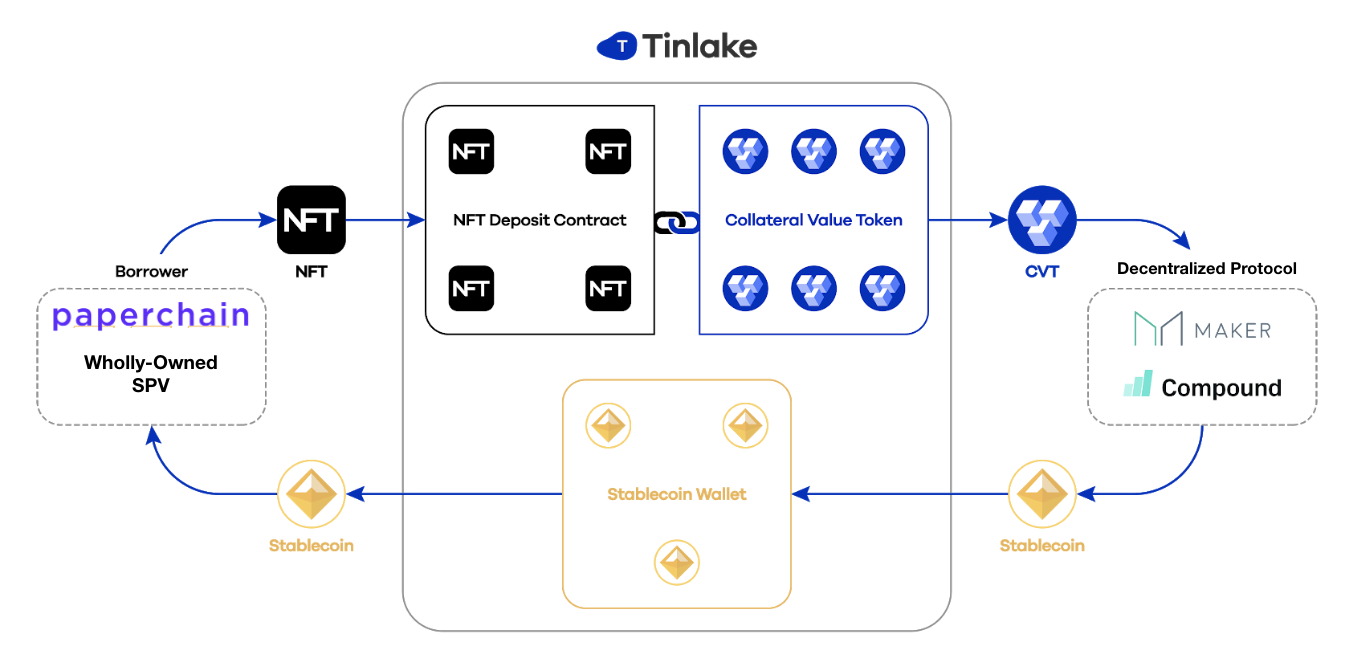 T Tinlake
NFT NFT
NFT Deposit Contract
NFT NFT
Collateral Value Token
NFT
NFT
CVT
Borrower
paperchain
Wholly-Owned
SPV
Decentralized Protocol
MAKER
Compound
Stablecoin Wallet
Stablecoin
Stablecoin